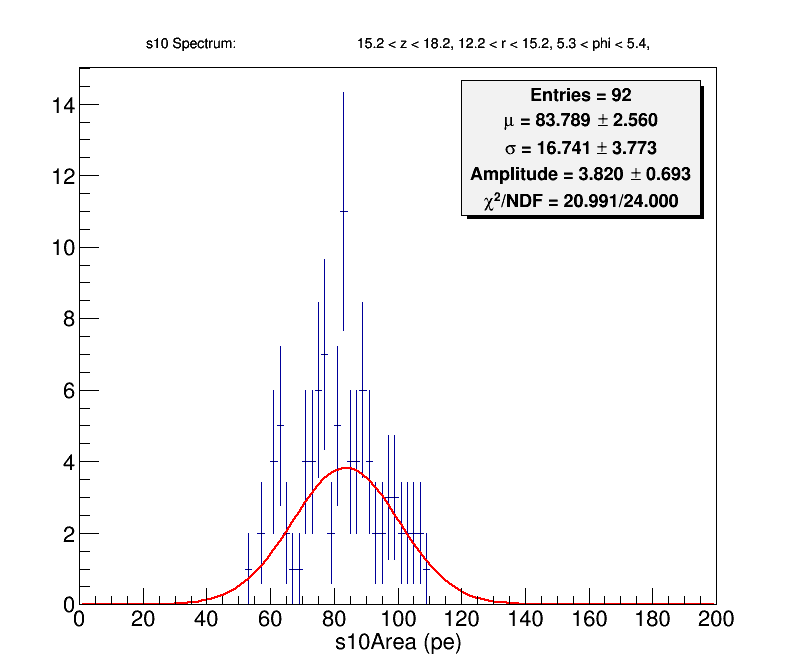 s10 Spectrum: 15.2 < z < 18.2, 12.2 < r < 15.2, 5.3 < phi < 5.4,
Entries = 92
μ = 83.789 ± 2.560
σ = 16.741 ± 3.773
Amplitude = 3.820 ± 0.693
χ²/NDF = 20.991/24.000
14
12
10
8
6
4
2
0
0 20 40 60 80 100 120 140 160 180 200
s10Area (pe)